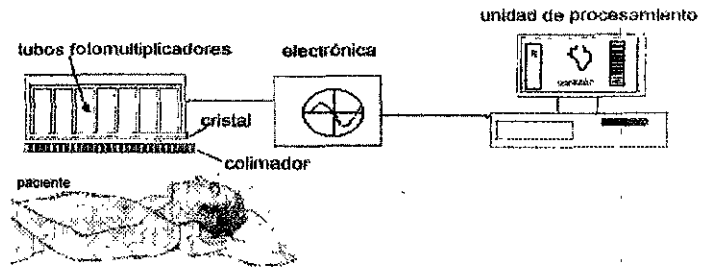 unidad de procesamiento
tubos fotomultiplicadores
electrónica
R
cristal
colimador
paciente